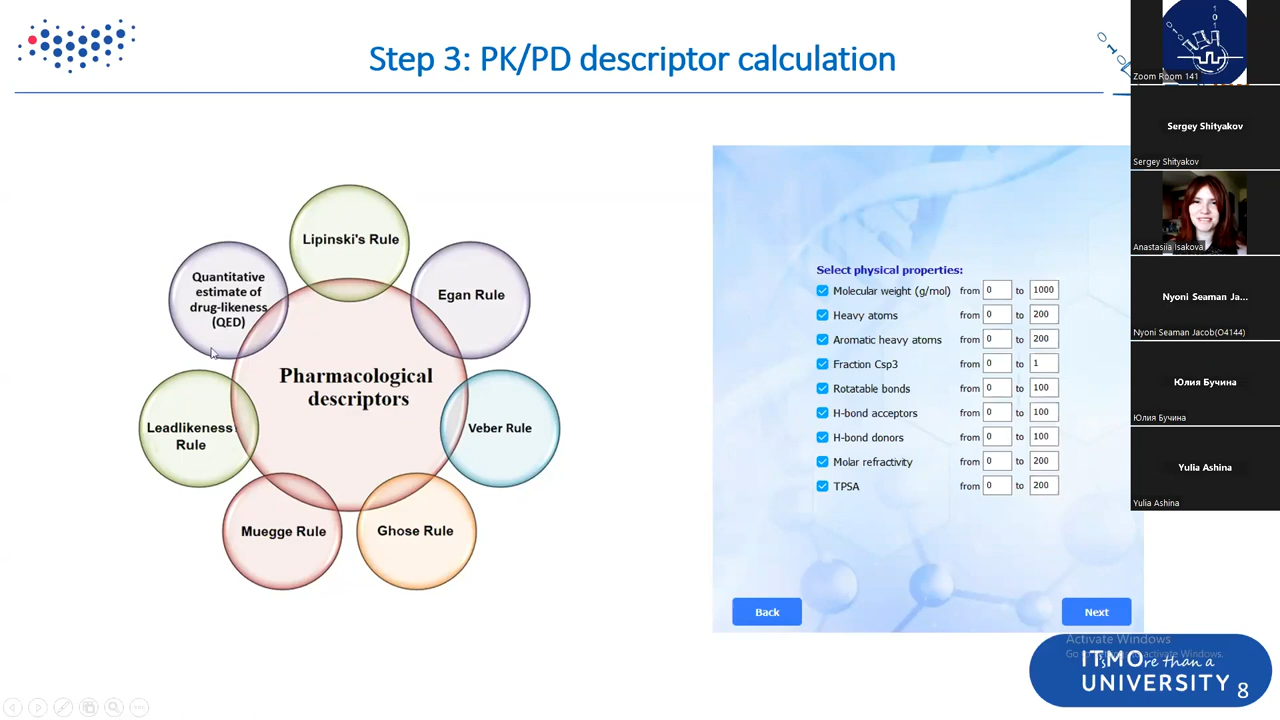 Step 3: PK/PD descriptor calculation
Lipinski's Rule
Egan Rule
Veber Rule
Ghose Rule
Muegge Rule
Leadlikeness
Rule
Quantitative
estimate of
drug-likeness
(QED)
Pharmacological
descriptors
Select physical properties:
Molecular weight (g/mol) from 0 to 1000
Heavy atoms from 0 to 200
Aromatic heavy atoms from 0 to 200
Fraction Csp3 from 0 to 1
Rotatable bonds from 0 to 100
H-bond acceptors from 0 to 100
H-bond donors from 0 to 100
Molar refractivity from 0 to 200
TPSA from 0 to 200
Back
Next
Zoom Room 141
Sergey Shityakov
Sergey Shityakov
Anastasiia Isakova
Nyoni Seaman Ja...
Nyoni Seaman Jacob(O4144)
Юлия Бучина
Юлия Бучина
Yulia Ashina
Yulia Ashina
Activate Windows
IT'sMOre than a
UNIVERSITY
8